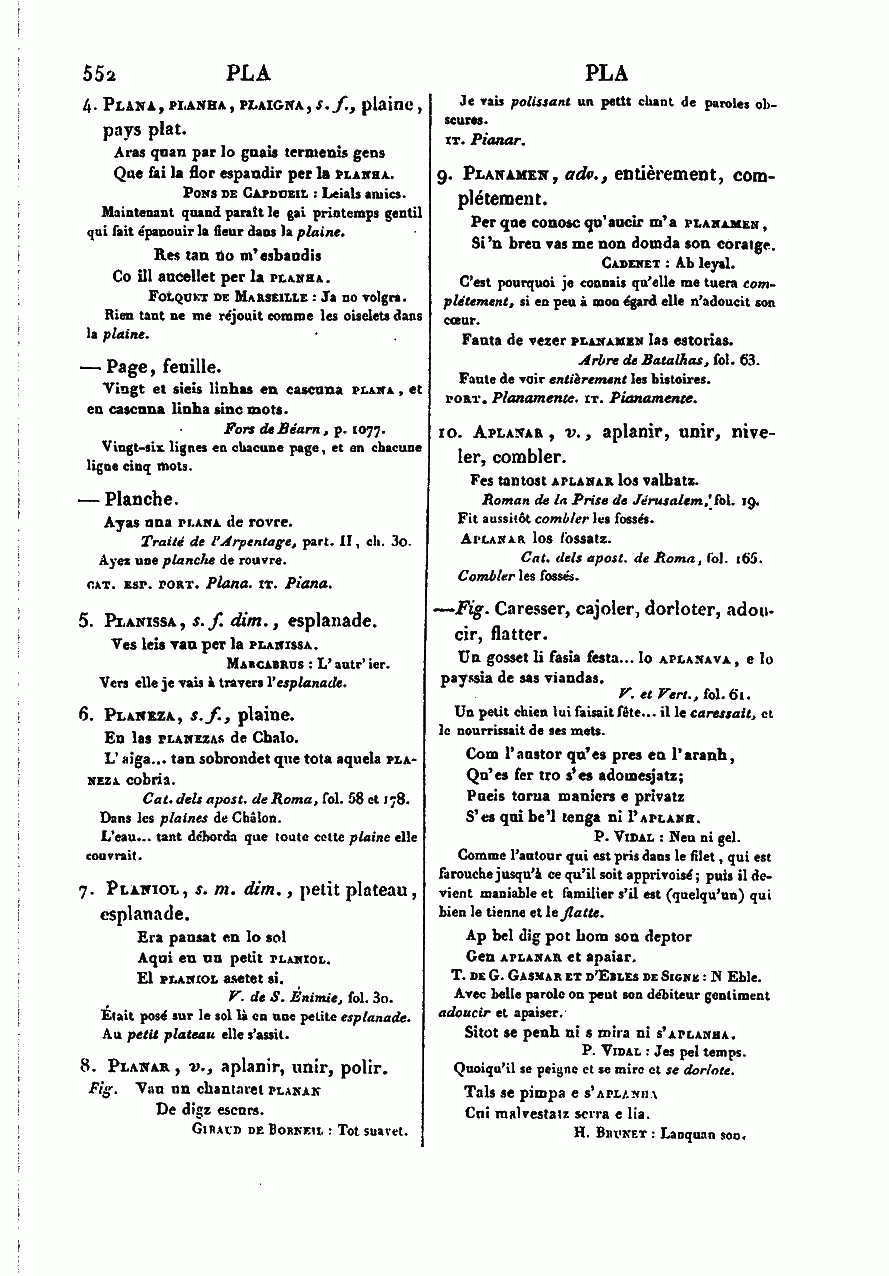 552 PLA PLA
4. PLANA, PLANHA, PLAIGNA, s. f., plaine,
pays plat.
Aras quan par lo guais termenis gens
Que fai la flor espandir per la PLANHA.
PONS DE CAPDUEIL : Leials amics.
Maintenant quand paraît le gai printemps gentil
qui fait épanouir la fleur dans la plaine.
Res tan no m'esbaudis
Co ill aucellet per la PLANHA.
FOLQUET DE MARSEILLE : Ja no volgra.
Rien tant ne me réjouit comme les oiselets dans
la plaine.
— Page, feuille.
Vingt et sieis linhas en cascuna PLANA, et
en cascuna linha sinc mots.
Fors de Béarn, p. 1077.
Vingt-six lignes en chacune page, et en chacune
ligne cinq mots.
— Planche.
Ayas una PLANA de rovre.
Traité de l'Arpentage, part. II, ch. 30.
Ayez une planche de rouvre.
CAT. ESP. PORT. Plana. IT. Piana.
5. PLANISSA, s. f. dim., esplanade.
Ves leis van per la PLANISSA.
MARCABRUS : L'autr'ier.
Vers elle je vais à travers l'esplanade.
6. PLANEZA, s. f., plaine.
En las PLANEZAS de Chalo.
L'aiga... tan sobrondet que tota aquela PLA-
NEZA cobria.
Cat. dels apost. de Roma, fol. 58 et 178.
Dans les plaines de Châlon.
L'eau... tant déborda que toute cette plaine elle
couvrait.
7. PLANIOL, s. m. dim., petit plateau,
esplanade.
Era pausat en lo sol
Aqui en un petit PLANIOL.
El PLANIOL asetet si.
V. de S. Énimie, fol. 30.
Était posé sur le sol là en une petite esplanade.
Au petit plateau elle s'assit.
8. PLANAR, v., aplanir, unir, polir.
Fig. Vau un chantaret PLANAN
De digz escurs.
GIRAUD DE BORNEIL : Tot suavet.
Je vais polissant un petit chant de paroles ob-
scures.
IT. Pianar.
9. PLANAMEN, adv., entièrement, com-
plétement.
Per que conosc qu'aucir m'a PLANAMEN,
Si'n breu vas me non domda son coratge.
CADENET : Ab leyal.
C'est pourquoi je connais qu'elle me tuera com-
plétement, si en peu à mon égard elle n'adoucit son
cœur.
Fauta de vezer PLANAMEN las estorias.
Arbre de Batalhas, fol. 63.
Faute de voir entièrement les histoires.
PORT. Planamente. IT. Pianamente.
10. APLANAR, v., aplanir, unir, nive-
ler, combler.
Fes tantost APLANAR los valhatz.
Roman de la Prise de Jérusalem, fol. 19.
Fit aussitôt combler les fossés.
APLANAR los fossatz.
Cat. dels apost. de Roma, fol. 165.
Combler les fossés.
— Fig. Caresser, cajoler, dorloter, adou-
cir, flatter.
Un gosset li fasia festa... lo APLANAVA, e lo
payssia de sas viandas.
V. et Vert., fol. 61.
Un petit chien lui faisait fête... il le caressait, et
le nourrissait de ses mets.
Com l'austor qu'es pres en l'aranh,
Qu'es fer tro s'es adomesjatz;
Pueis torna maniers e privatz
S'es qui be'l tenga ni l'APLANH.
P. VIDAL : Neu ni gel.
Comme l'autour qui est pris dans le filet, qui est
farouche jusqu'à ce qu'il soit apprivoisé; puis il de-
vient maniable et familier s'il est (quelqu'un) qui
bien le tienne et le flatte.
Ap bel dig pot hom son deptor
Gen APLANAR et apaiar.
T. DE G. GASMAR ET D'EBLES DE SIGNE : N Eble.
Avec belle parole on peut son débiteur gentiment
adoucir et apaiser.
Sitot se penh ni s mira ni s'APLANHA.
P. VIDAL : Jes pel temps.
Quoiqu'il se peigne et se mire et se dorlote.
Tals se pimpa e s'APLANHA
Cui malvestatz serra e lia.
H. BRUNET : Lanquan son.